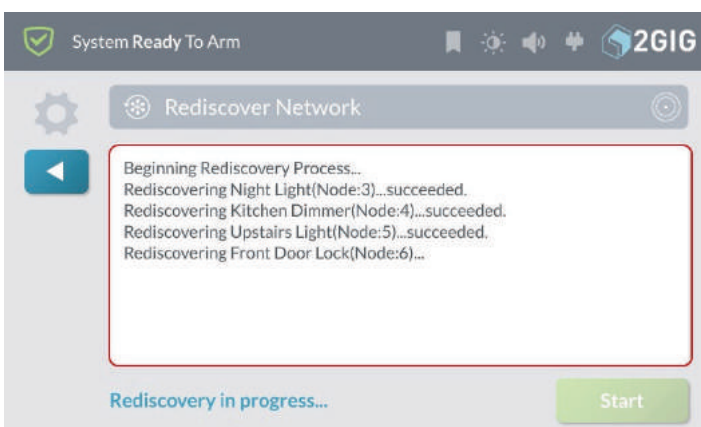 System Ready To Arm
2GIG
Rediscover Network
Beginning Rediscovery Process...
Rediscovering Night Light(Node:3)...succeeded.
Rediscovering Kitchen Dimmer(Node:4)...succeeded.
Rediscovering Upstairs Light(Node:5)...succeeded.
Rediscovering Front Door Lock(Node:6)...
Rediscovery in progress...
Start